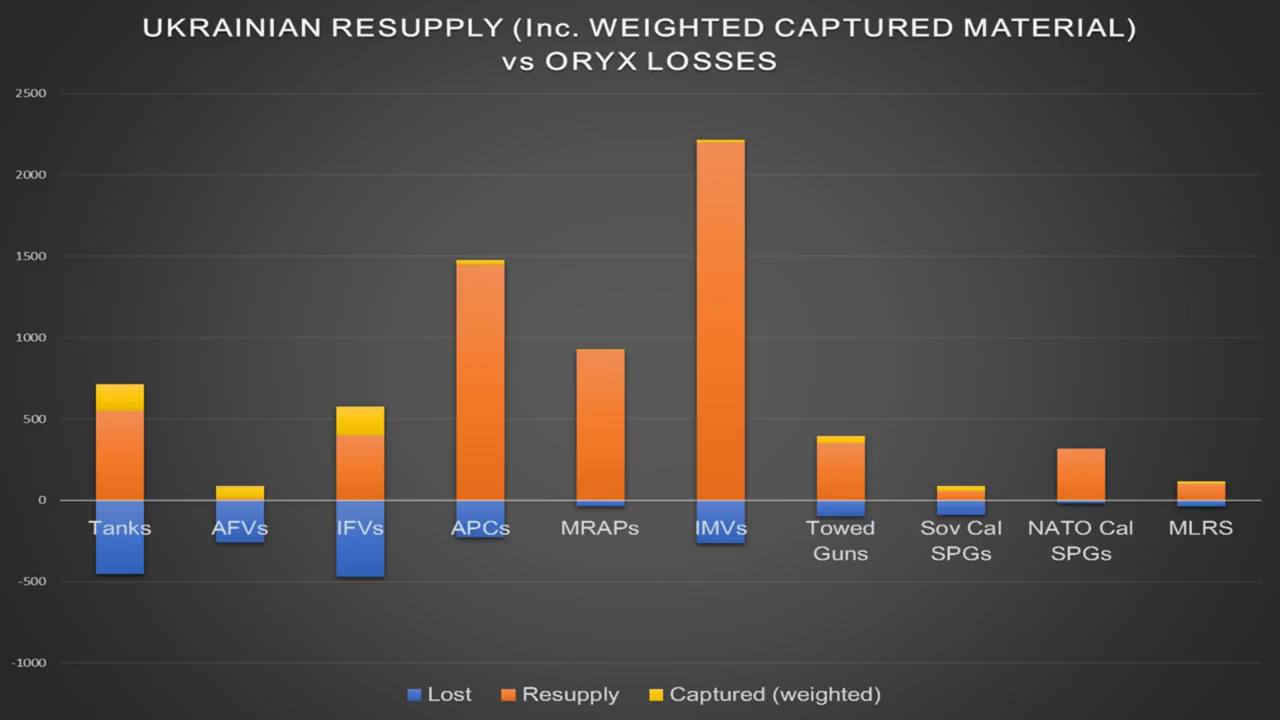 UKRAINIAN RESUPPLY (Inc. WEIGHTED CAPTURED MATERIAL)
vs ORYX LOSSES
2500
2000
1500
1000
500
0
-500
-1000
Tanks
AFVs
IFVs
APCs
MRAPs
IMVs
Towed
Guns
Sov Cal
SPGs
NATO Cal
SPGs
MLRS
Lost
Resupply
Captured (weighted)